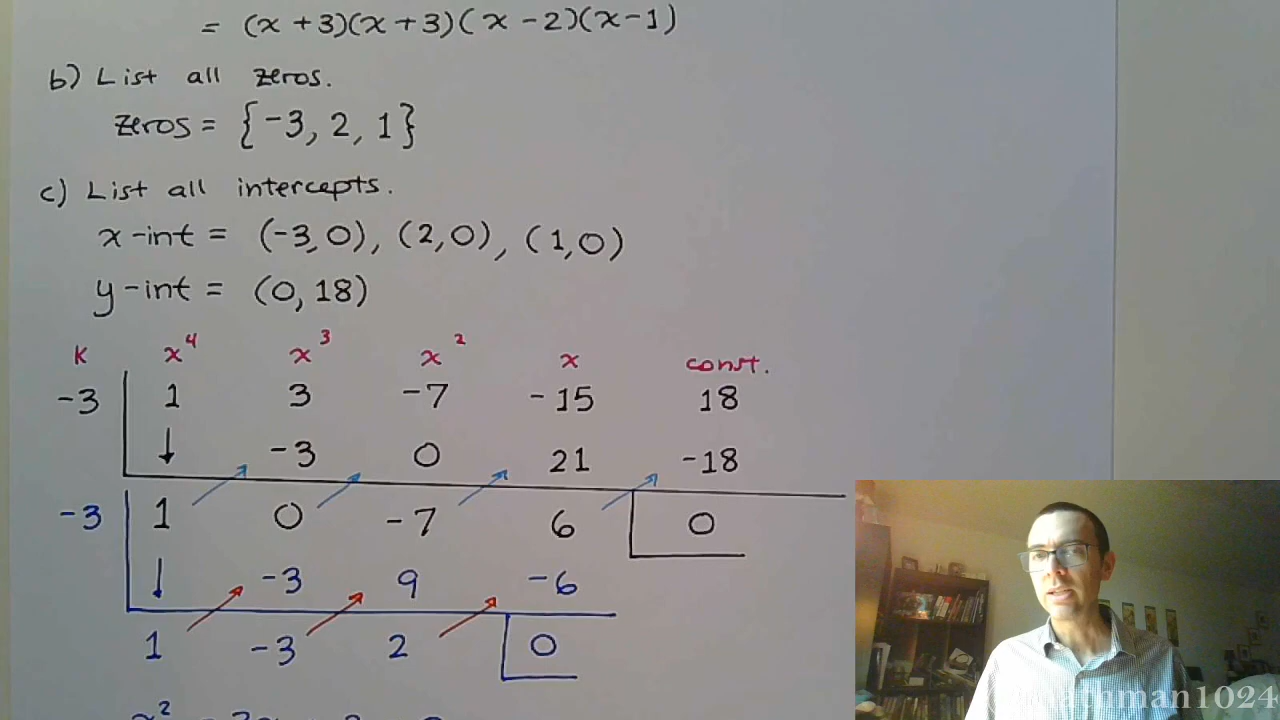 = (x+3)(x+3)(x-2)(x-1)
b) List all zeros.
zeros = {-3, 2, 1}
c) List all intercepts.
x-int = (-3,0), (2,0), (1,0)
y-int = (0,18)
K x⁴ x³ x² x const.
-3 1 3 -7 -15 18
-3 0 21 -18
-3 1 0 -7 6 0
-3 9 -6
1 -3 2 0
mathman1024